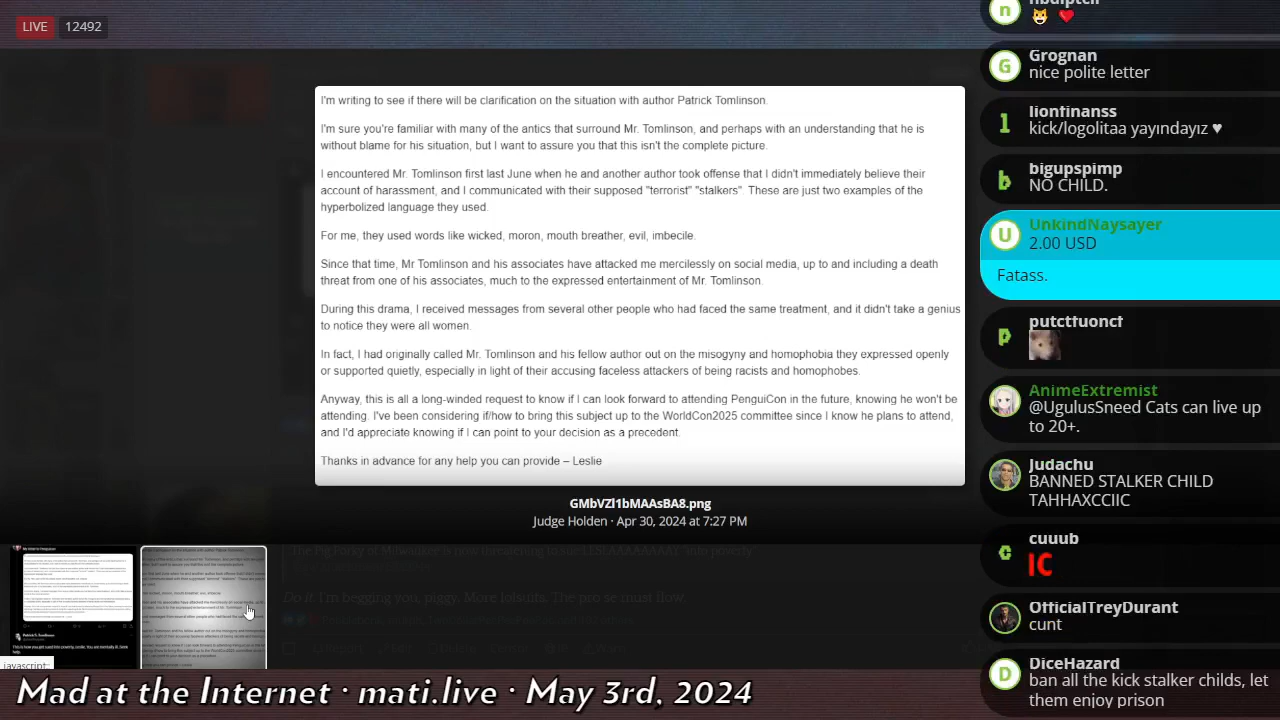 LIVE 12492
I'm writing to see if there will be clarification on the situation with author Patrick Tomlinson.
I'm sure you're familiar with many of the antics that surround Mr. Tomlinson, and perhaps with an understanding that he is
without blame for his situation, but I want to assure you that this isn't the complete picture.
I encountered Mr. Tomlinson first last June when he and another author took offense that I didn't immediately believe their
account of harassment, and I communicated with their supposed "terrorist" "stalkers". These are just two examples of the
hyperbolized language they used.
For me, they used words like wicked, moron, mouth breather, evil, imbecile.
Since that time, Mr Tomlinson and his associates have attacked me mercilessly on social media, up to and including a death
threat from one of his associates, much to the expressed entertainment of Mr. Tomlinson.
During this drama, I received messages from several other people who had faced the same treatment, and it didn't take a genius
to notice they were all women.
In fact, I had originally called Mr. Tomlinson and his fellow author out on the misogyny and homophobia they expressed openly
or supported quietly, especially in light of their accusing faceless attackers of being racists and homophobes.
Anyway, this is all a long-winded request to know if I can look forward to attending PenguiCon in the future, knowing he won't be
attending. I've been considering if/how to bring this subject up to the WorldCon2025 committee since I know he plans to attend,
and I'd appreciate knowing if I can point to your decision as a precedent.
Thanks in advance for any help you can provide – Leslie
GMbVZl1bMAAsBA8.png
Judge Holden · Apr 30, 2024 at 7:27 PM
javascript:
Mad at the Internet · mati.live · May 3rd, 2024
n
G
Grognan
nice polite letter
l
lionfinanss
kick/logolitaa yayındayız ♥
b
bigupspimp
NO CHILD.
U
UnkindNaysayer
2.00 USD
Fatass.
P
putctfuonct
AnimeExtremist
@UgulusSneed Cats can live up
to 20+.
Judachu
BANNED STALKER CHILD
TAHHAXCCIIC
C
cuuub
IC
OfficialTreyDurant
cunt
D
DiceHazard
ban all the kick stalker childs, let
them enjoy prison